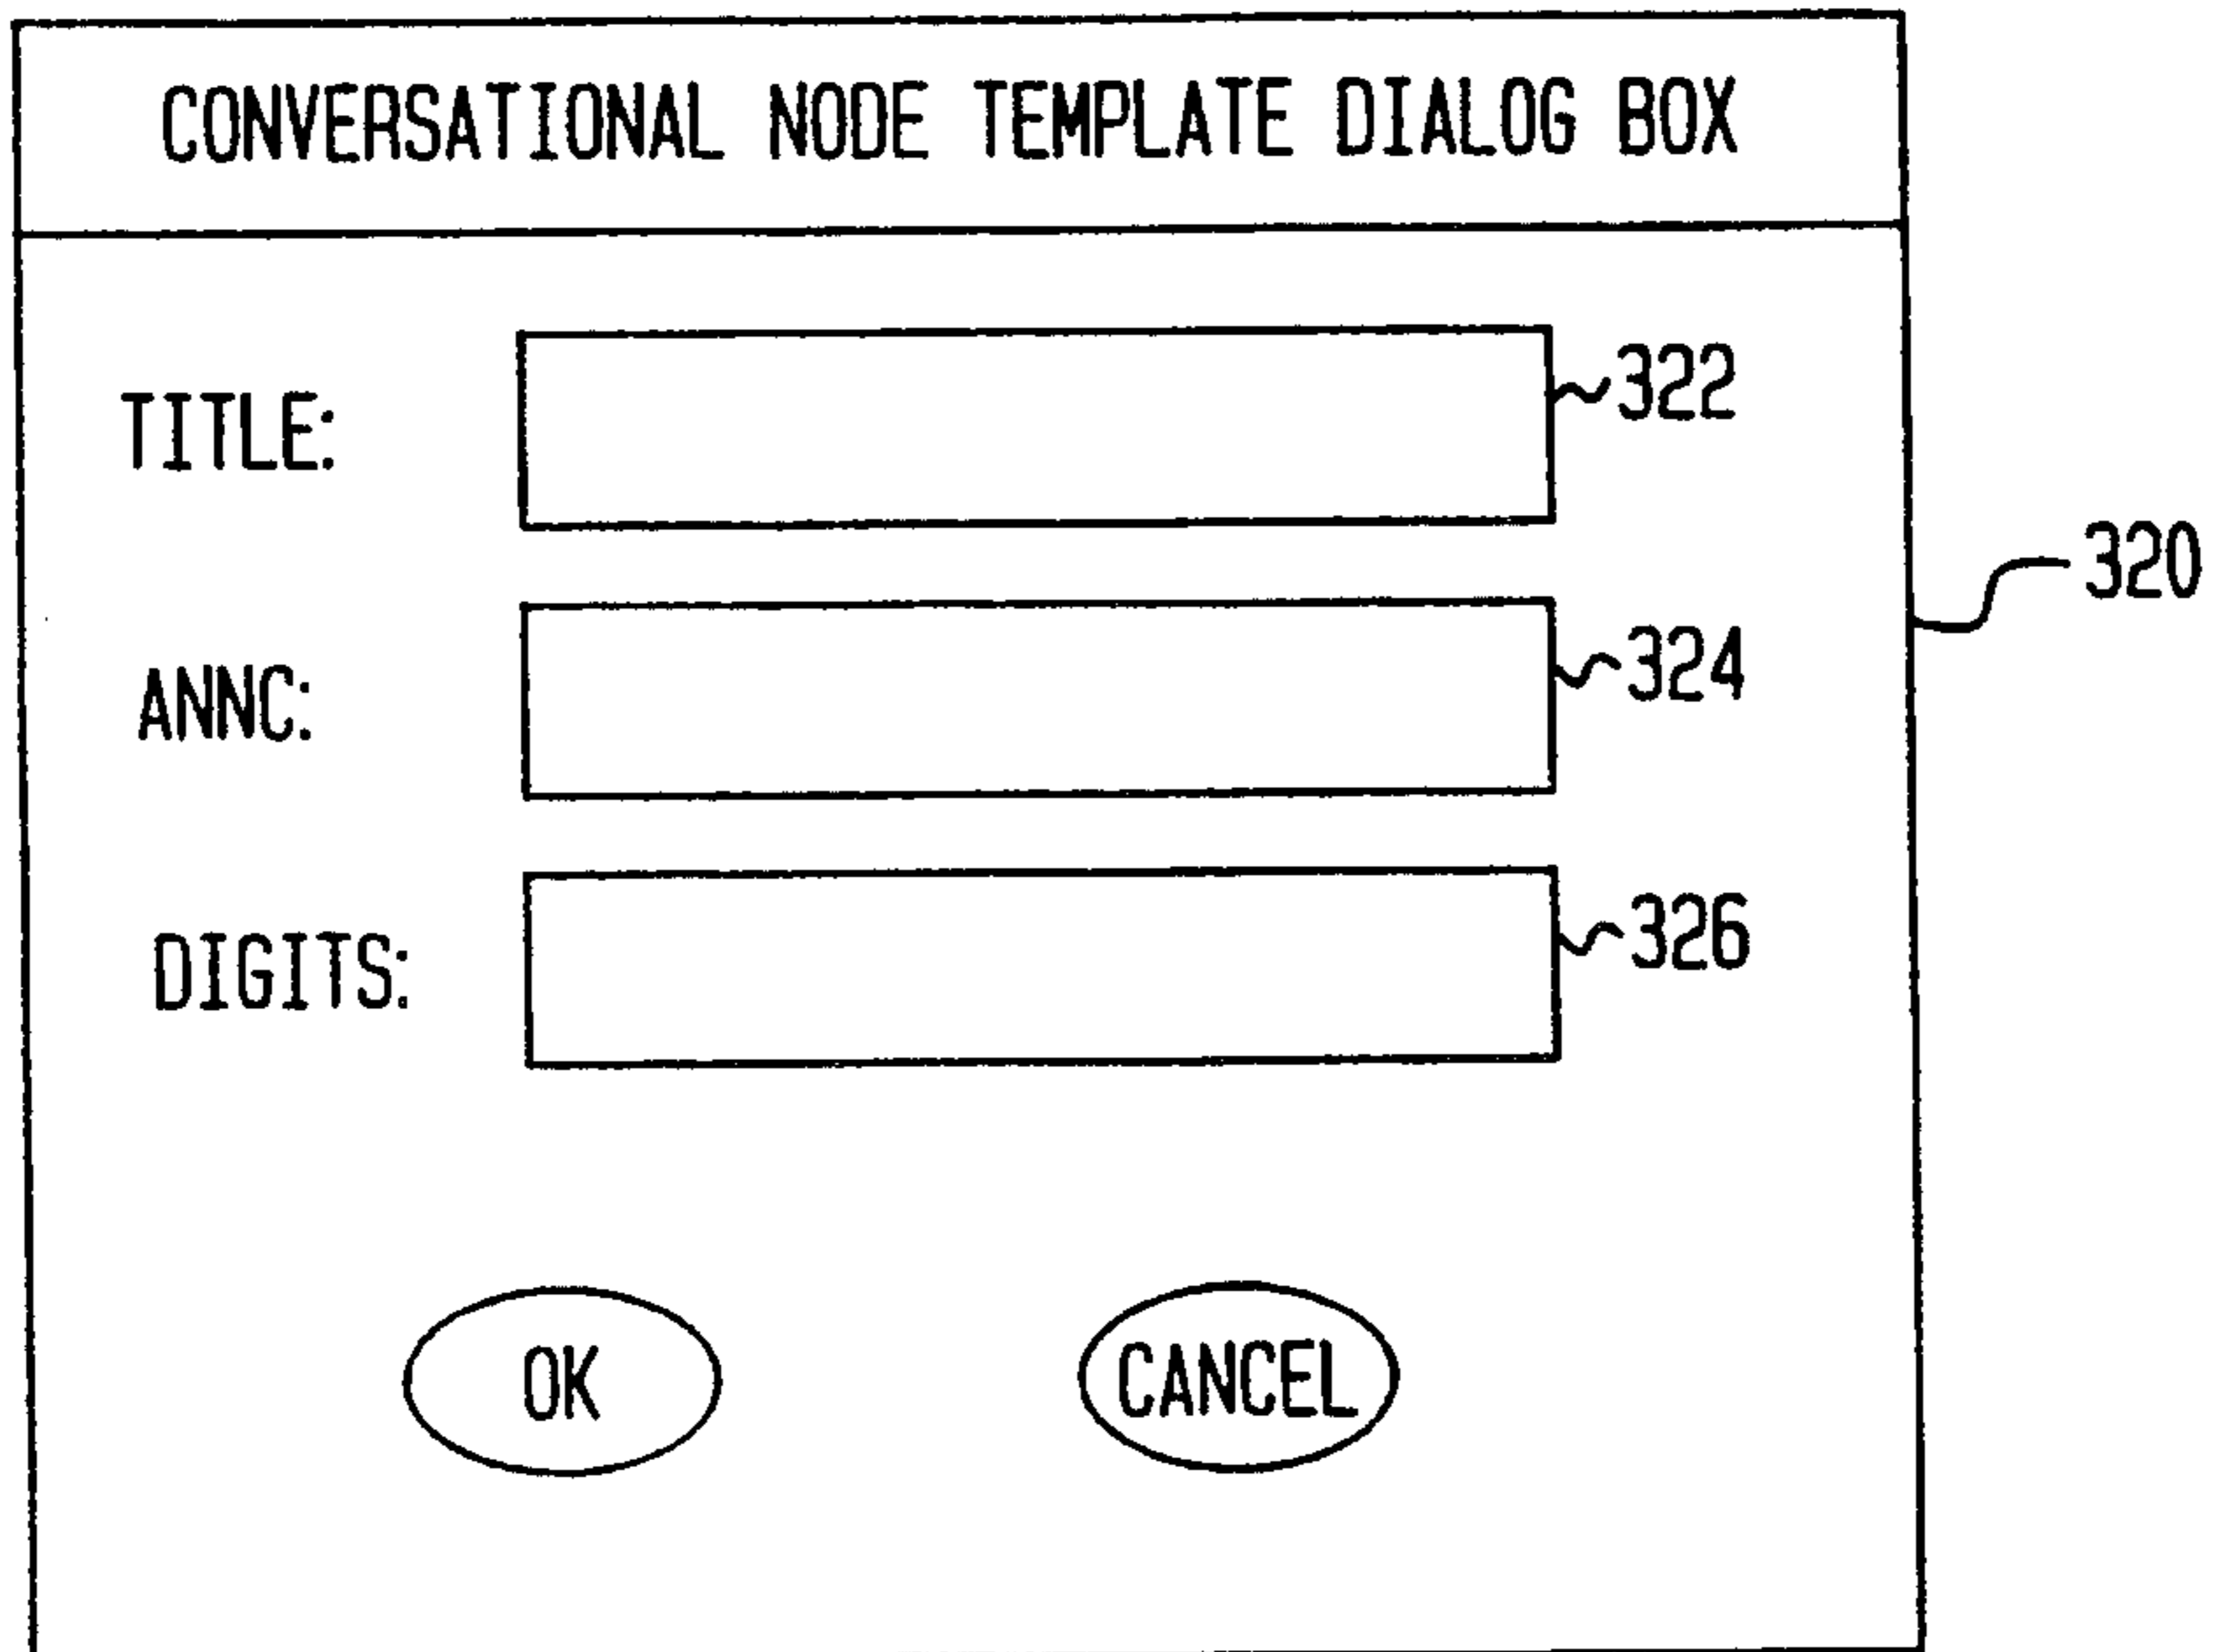 CONVERSATIONAL NODE TEMPLATE DIALOG BOX
TITLE:
322
320
ANNC:
324
DIGITS:
326
OK
CANCEL